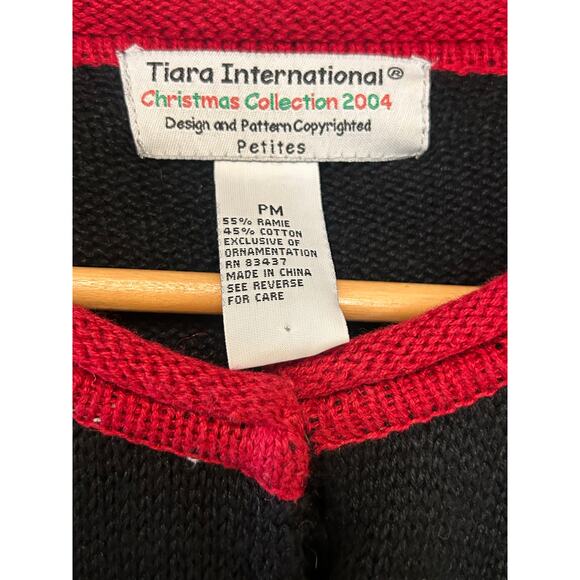 Tiara International®
Christmas Collection 2004
Design and Pattern Copyrighted
Petites
PM
55% RAMIE
45% COTTON
EXCLUSIVE OF
ORNAMENTATION
RN 83437
MADE IN CHINA
SEE REVERSE
FOR CARE